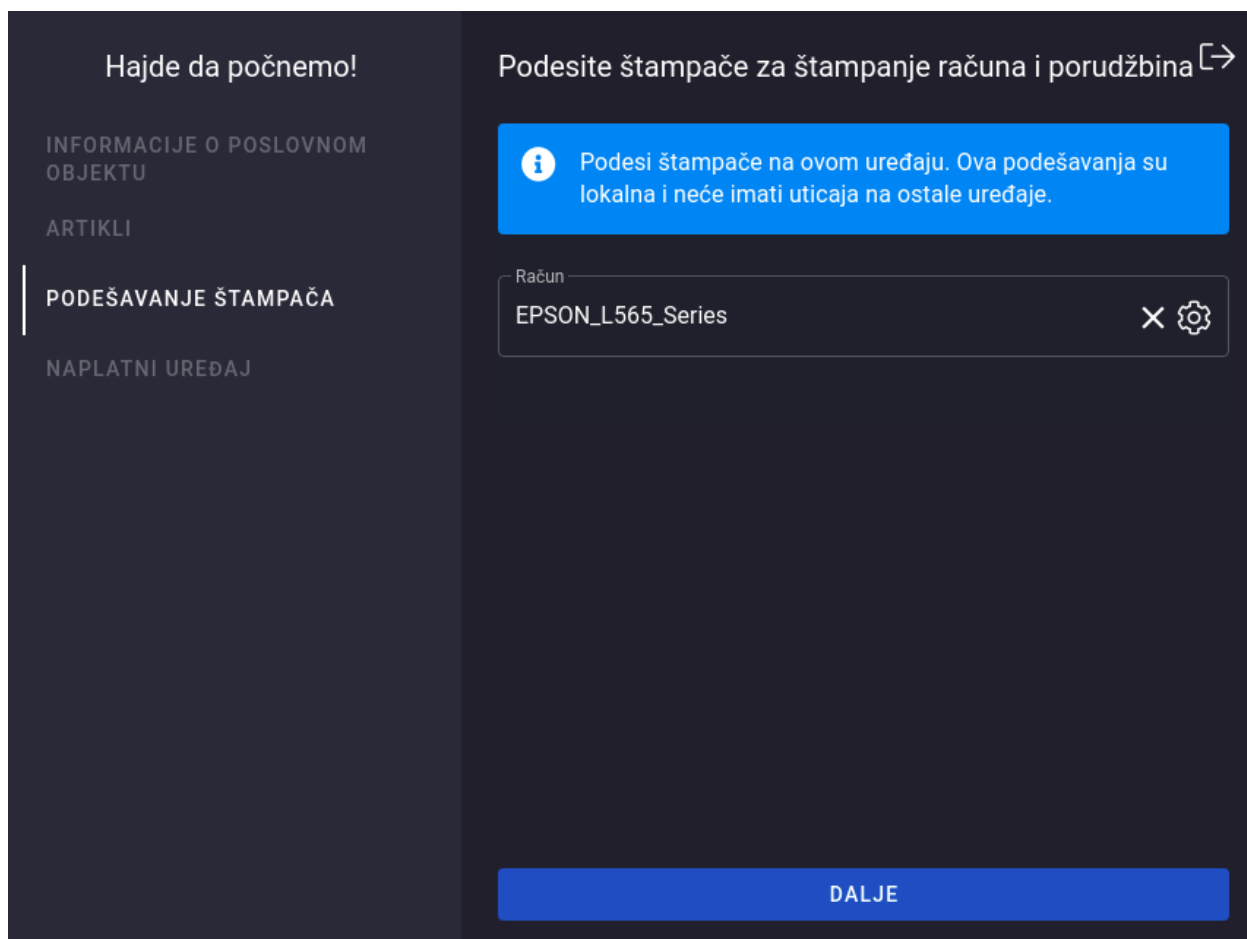 Hajde da počnemo!
INFORMACIJE O POSLOVNOM
OBJEKTU
ARTIKLI
PODEŠAVANJE ŠTAMPAČA
NAPLATNI UREĐAJ
Podesite štampače za štampanje računa i porudžbina
Podesi štampače na ovom uređaju. Ova podešavanja su
lokalna i neće imati uticaja na ostale uređaje.
Račun
EPSON_L565_Series
DALJE